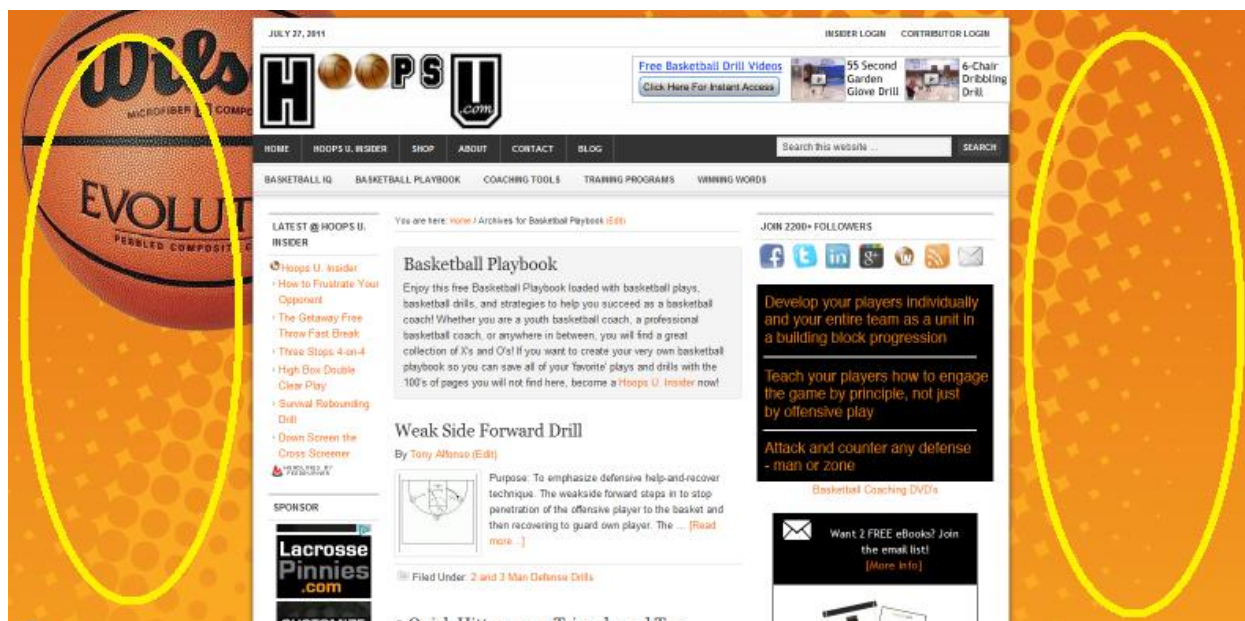 JULY 27, 2011
INSIDER LOGIN CONTRIBUTOR LOGIN
Wils
MICROFIBER COMPO
EVOLUT
PEBBLED COMPOSITE C
HOOPS U
.com
Free Basketball Drill Videos
Click Here For Instant Access
55 Second
Garden
Glove Drill
6-Chair
Dribbling
Drill
HOME HOOPS U. INSIDER SHOP ABOUT CONTACT BLOG
Search this website ...
SEARCH
BASKETBALL IQ BASKETBALL PLAYBOOK COACHING TOOLS TRAINING PROGRAMS WINNING WORDS
LATEST @ HOOPS U.
INSIDER
Hoops U. Insider
How to Frustrate Your
Opponent
The Getaway Free
Throw Fast Break
Three Stops 4-on-4
High Box Double
Clear Play
Survival Rebounding
Drill
Down Screen the
Cross Screener
SPONSOR
Lacrosse
Pinnies
.com
CUSTOMIZE
You are here: Home / Archives for Basketball Playbook (Edit)
Basketball Playbook
Enjoy this free Basketball Playbook loaded with basketball plays,
basketball drills, and strategies to help you succeed as a basketball
coach! Whether you are a youth basketball coach, a professional
basketball coach, or anywhere in between, you will find a great
collection of X's and O's! If you want to create your very own basketball
playbook so you can save all of your 'favorite' plays and drills with the
100's of pages you will not find here, become a Hoops U. Insider now!
Weak Side Forward Drill
By Tony Alfonso (Edit)
Purpose: To emphasize defensive help-and-recover
technique. The weakside forward steps in to stop
penetration of the offensive player to the basket and
then recovering to guard own player. The ... [Read
more...]
Filed Under: 2 and 3 Man Defense Drills
JOIN 2200+ FOLLOWERS
Develop your players individually
and your entire team as a unit in
a building block progression
Teach your players how to engage
the game by principle, not just
by offensive play
Attack and counter any defense
- man or zone
Basketball Coaching DVD's
Want 2 FREE eBooks? Join
the email list!
[More Info]